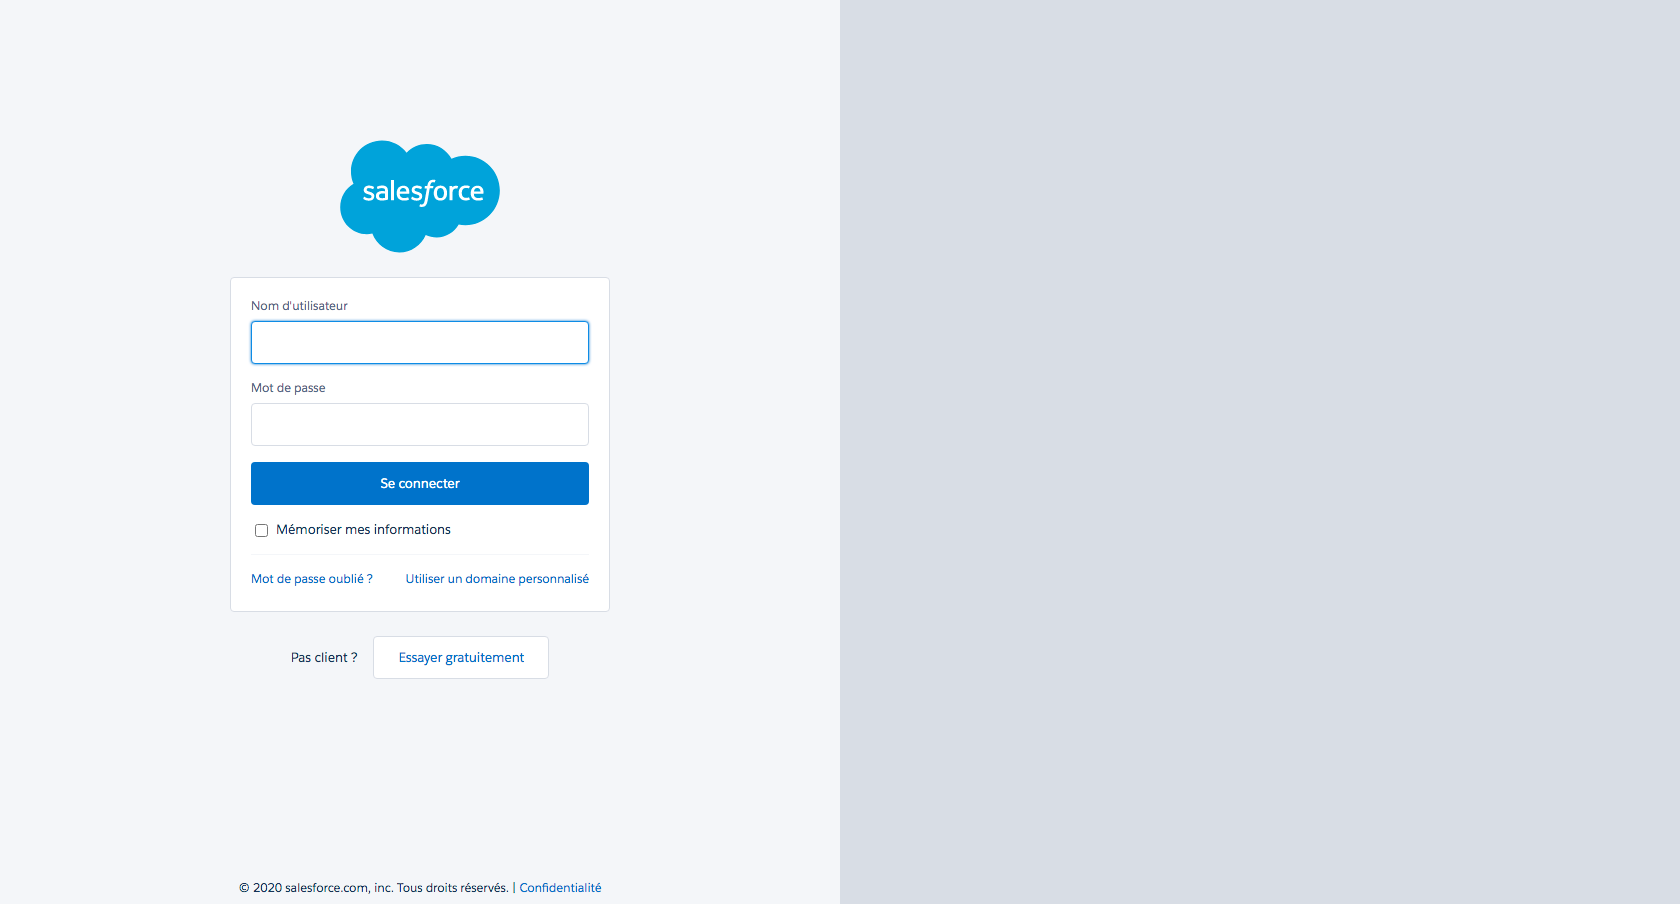 salesforce
Nom d'utilisateur
Mot de passe
Se connecter
Mémoriser mes informations
Mot de passe oublié ? Utiliser un domaine personnalisé
Pas client ? Essayer gratuitement
© 2020 salesforce.com, inc. Tous droits réservés. | Confidentialité